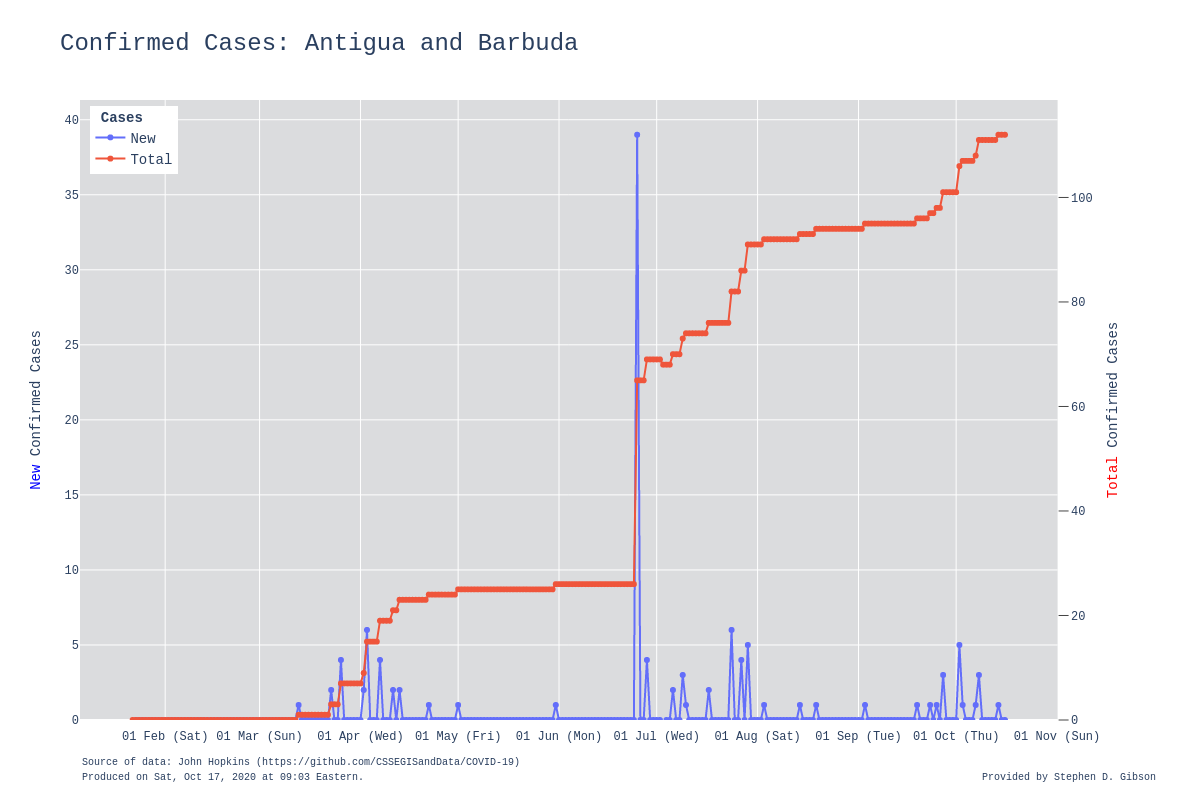 Confirmed Cases: Antigua and Barbuda
Cases
New
Total
40
35
30
25
20
15
10
5
0
100
80
60
40
20
0
New Confirmed Cases
Total Confirmed Cases
01 Feb (Sat) 01 Mar (Sun) 01 Apr (Wed) 01 May (Fri) 01 Jun (Mon) 01 Jul (Wed) 01 Aug (Sat) 01 Sep (Tue) 01 Oct (Thu) 01 Nov (Sun)
Source of data: John Hopkins (https://github.com/CSSEGISandData/COVID-19)
Produced on Sat, Oct 17, 2020 at 09:03 Eastern.
Provided by Stephen D. Gibson